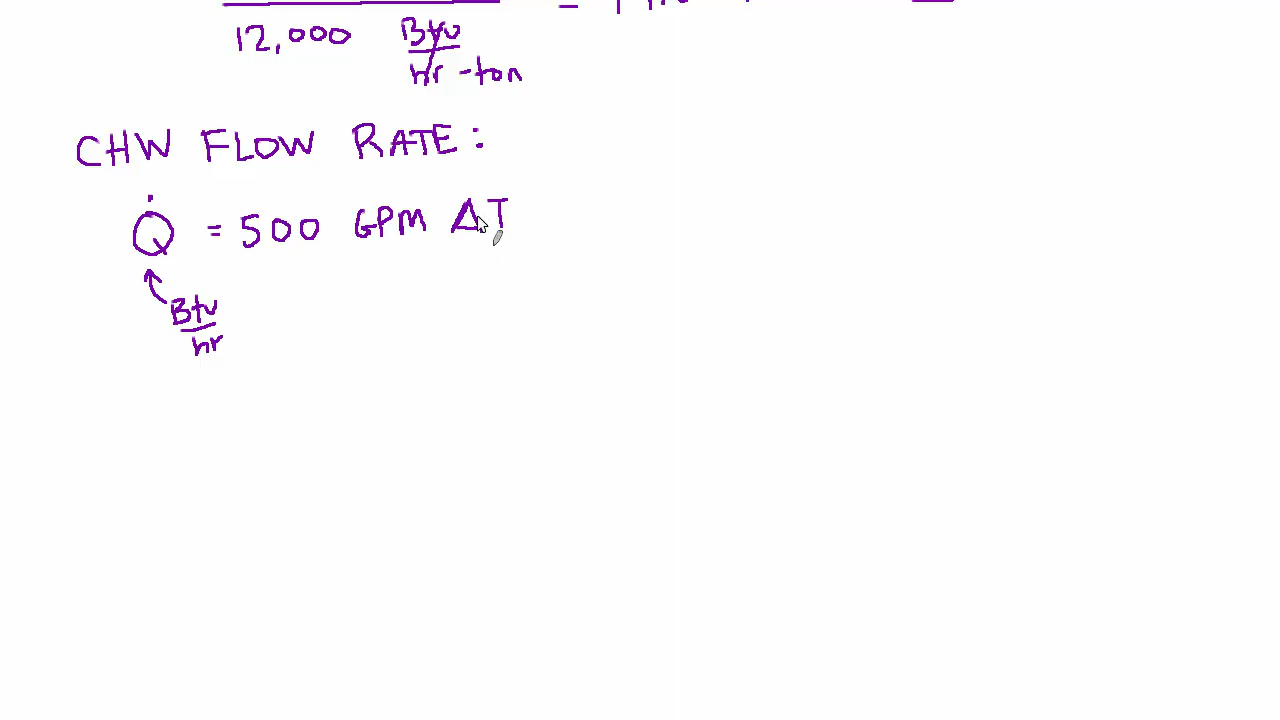 =
12,000 Btu/hr-ton
CHW FLOW RATE:
Q̇ = 500 GPM ΔT
Btu
hr